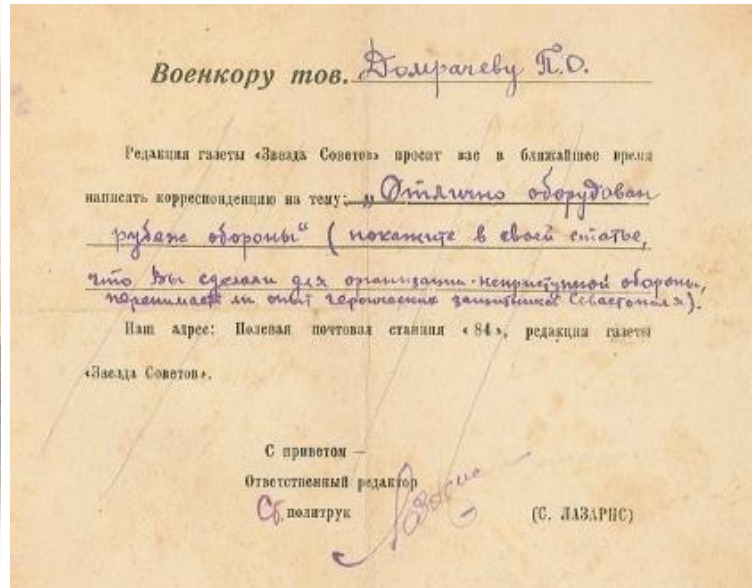 Военкору тов. Домрачеву П.О.
Редакция газеты «Звезда Советов» просит вас в ближайшее время
написать корреспонденцию на тему: „Отлично оборудован
рубеж обороны“ (покажите в своей статье,
что Вы сделали для организации неприступной обороны,
перенимаете ли опыт героических защитников Севастополя).
Наш адрес: Полевая почтовая станция «84», редакция газеты
«Звезда Советов».
С приветом —
Ответственный редактор
Ст. политрук
Лазарис
(С. ЛАЗАРИС)